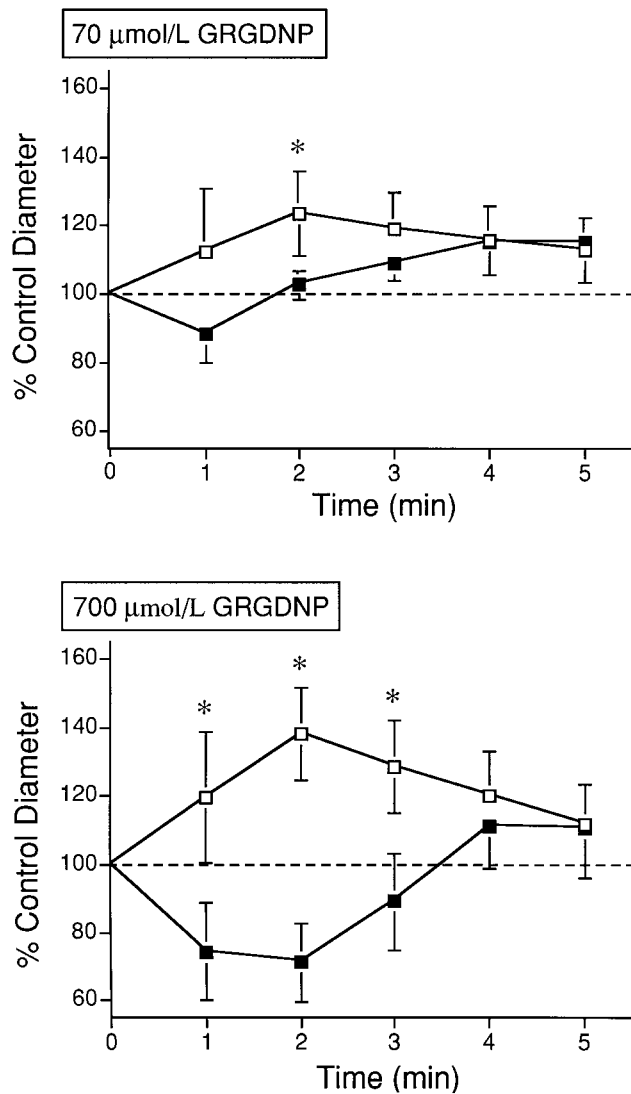 70 μmol/L GRGDNP
160
140
120
100
80
60
% Control Diameter
*
0 1 2 3 4 5
Time (min)
700 μmol/L GRGDNP
160
140
120
100
80
60
% Control Diameter
* * *
0 1 2 3 4 5
Time (min)